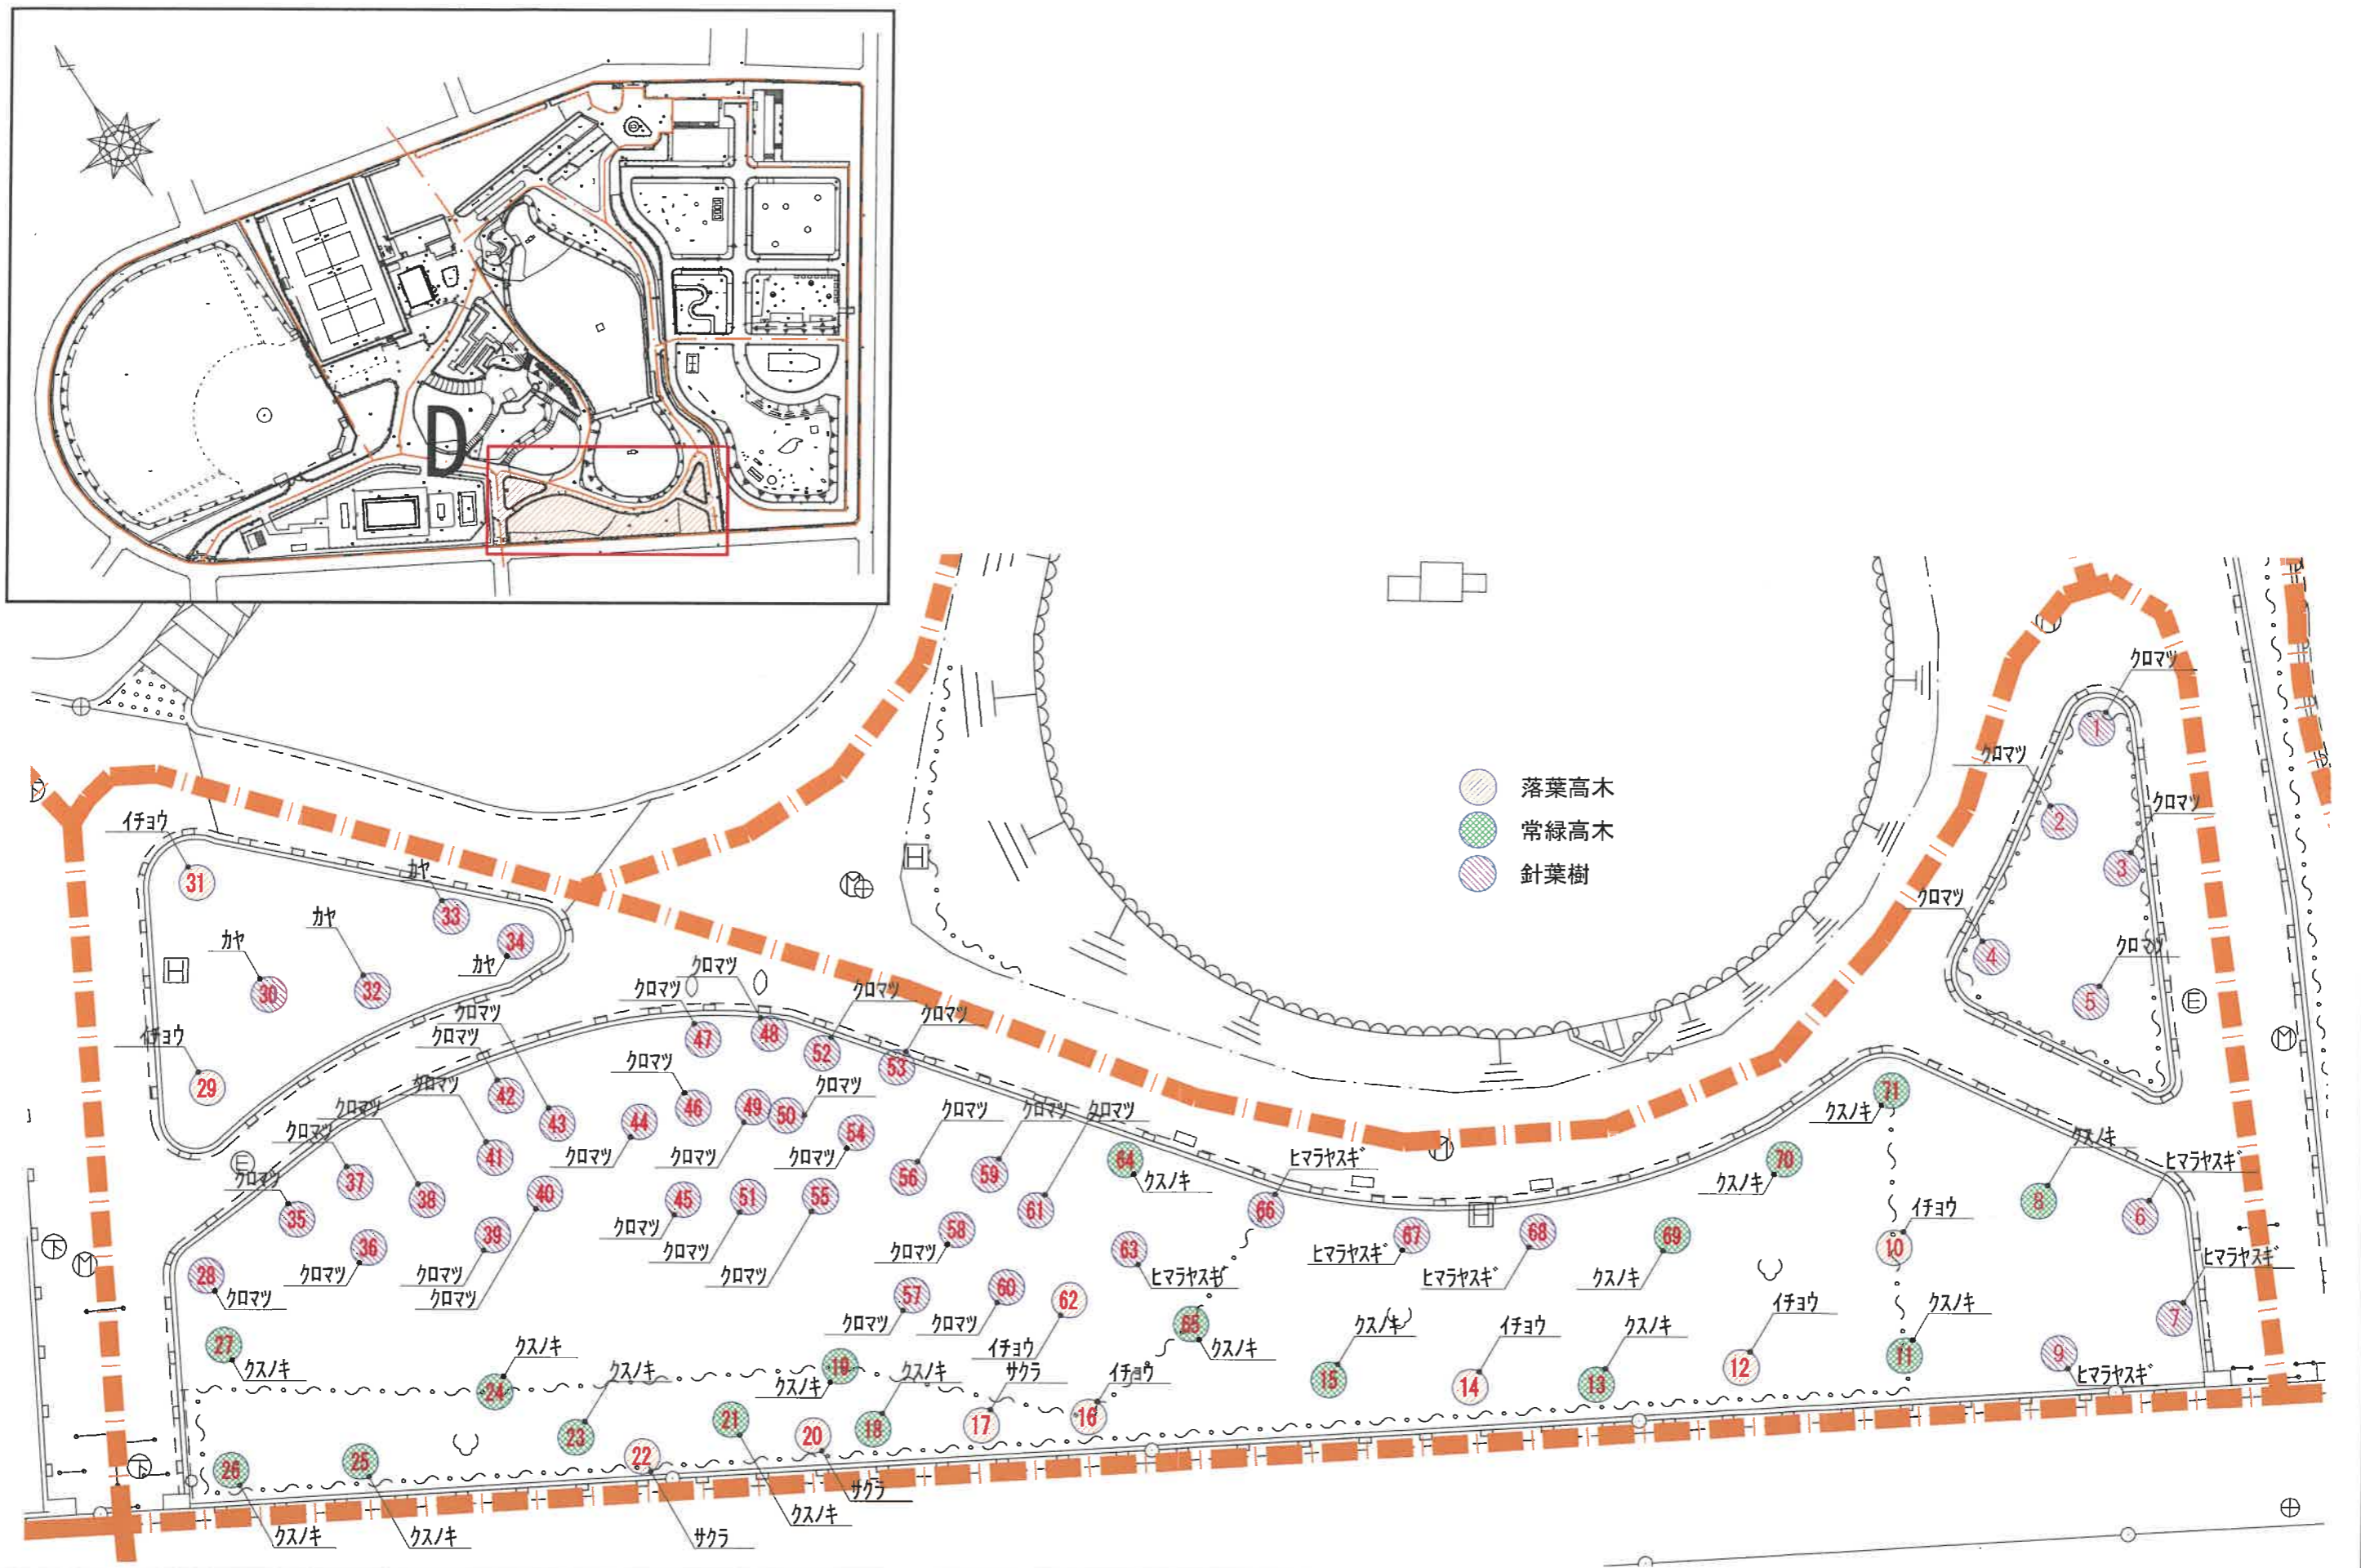 D
落葉高木
常緑高木
針葉樹
クロマツ
1
クロマツ
2
クロマツ
3
クロマツ
4
クロマツ
5
イチョウ
31
カヤ
33
カヤ
34
カヤ
30
カヤ
32
イチョウ
29
クロマツ
47
クロマツ
48
クロマツ
52
クロマツ
53
クロマツ
クロマツ
42
43
クロマツ
41
クロマツ
クロマツ
37
38
クロマツ
35
クロマツ
36
クロマツ
39
クロマツ
40
クロマツ
28
クロマツ
44
クロマツ
46
クロマツ
49
クロマツ
50
クロマツ
54
クロマツ
45
クロマツ
51
クロマツ
55
クロマツ
56
クロマツ
59
クロマツ
61
クロマツ
58
クロマツ
57
クロマツ
60
イチョウ
62
クスノキ
64
ヒマラヤスギ
63
クスノキ
65
ヒマラヤスギ
66
ヒマラヤスギ
67
ヒマラヤスギ
68
クスノキ
69
クスノキ
70
クスノキ
71
クスノキ
8
ヒマラヤスギ
6
ヒマラヤスギ
7
ヒマラヤスギ
9
イチョウ
10
クスノキ
11
イチョウ
12
クスノキ
13
イチョウ
14
クスノキ
15
イチョウ
16
サクラ
17
クスノキ
18
クスノキ
19
サクラ
20
クスノキ
21
サクラ
22
クスノキ
23
クスノキ
24
クスノキ
25
クスノキ
26
クスノキ
27
H
H
H
E
E
M
M
M
下
下